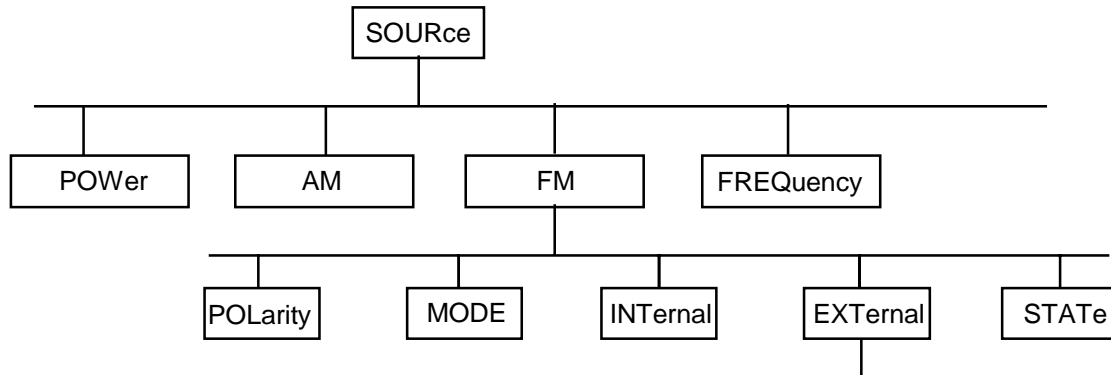 SOURce
POWer
AM
FM
FREQuency
POLarity
MODE
INTernal
EXTernal
STATe